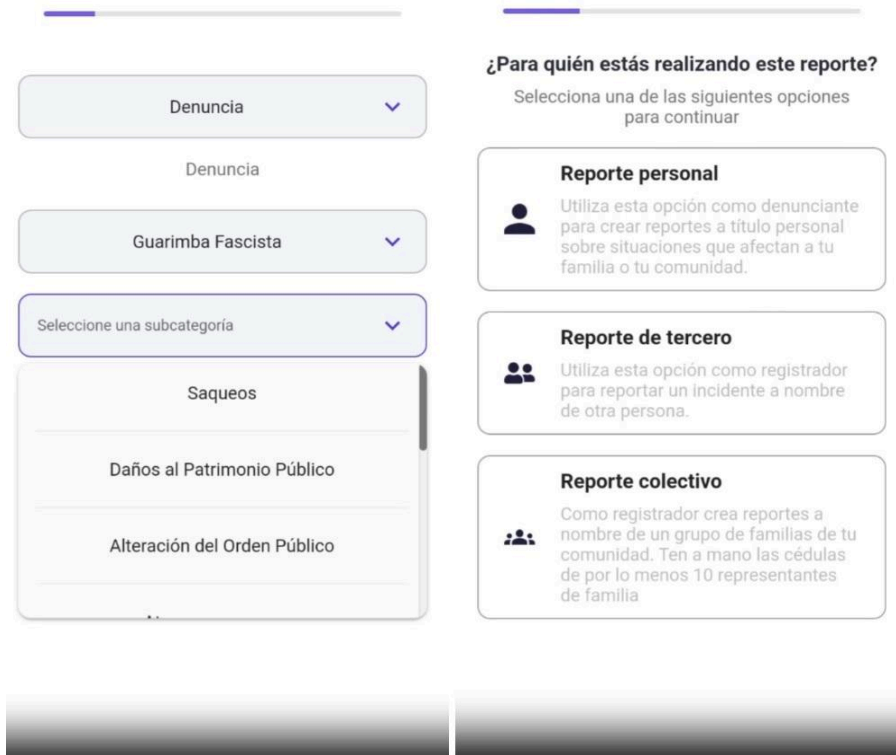 Denuncia
Denuncia
Guarimba Fascista
Seleccione una subcategoría
Saqueos
Daños al Patrimonio Público
Alteración del Orden Público
¿Para quién estás realizando este reporte?
Selecciona una de las siguientes opciones
para continuar
Reporte personal
Utiliza esta opción como denunciante
para crear reportes a título personal
sobre situaciones que afectan a tu
familia o tu comunidad.
Reporte de tercero
Utiliza esta opción como registrador
para reportar un incidente a nombre
de otra persona.
Reporte colectivo
Como registrador crea reportes a
nombre de un grupo de familias de tu
comunidad. Ten a mano las cédulas
de por lo menos 10 representantes
de familia